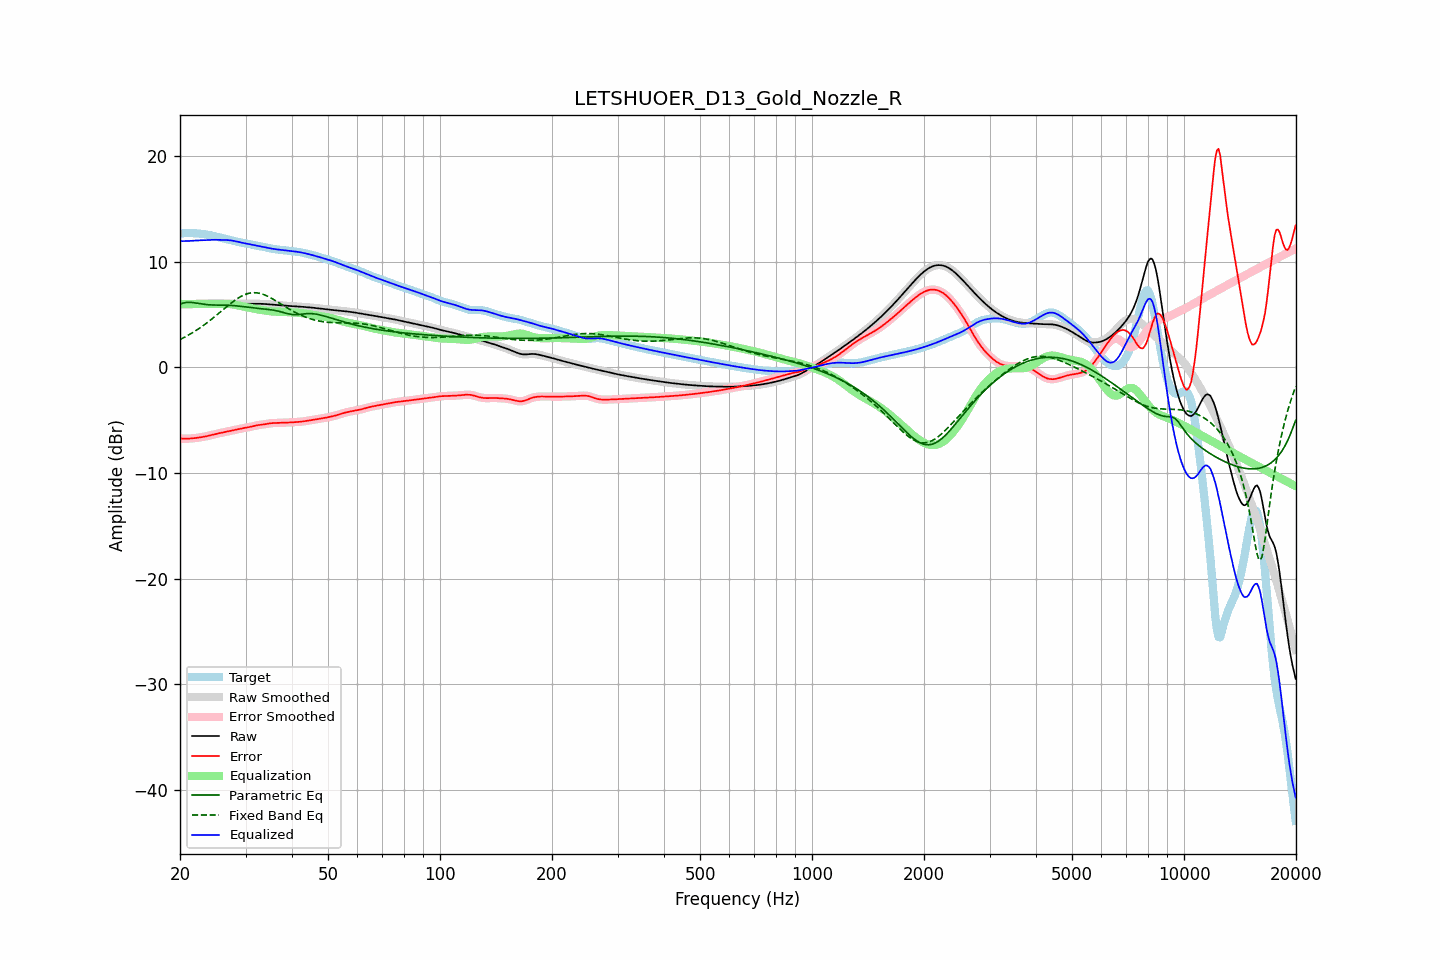 LETSHUOER_D13_Gold_Nozzle_R
20
10
0
−10
−20
−30
−40
Amplitude (dBr)
Target
Raw Smoothed
Error Smoothed
Raw
Error
Equalization
Parametric Eq
Fixed Band Eq
Equalized
20 50 100 200 500 1000 2000 5000 10000 20000
Frequency (Hz)